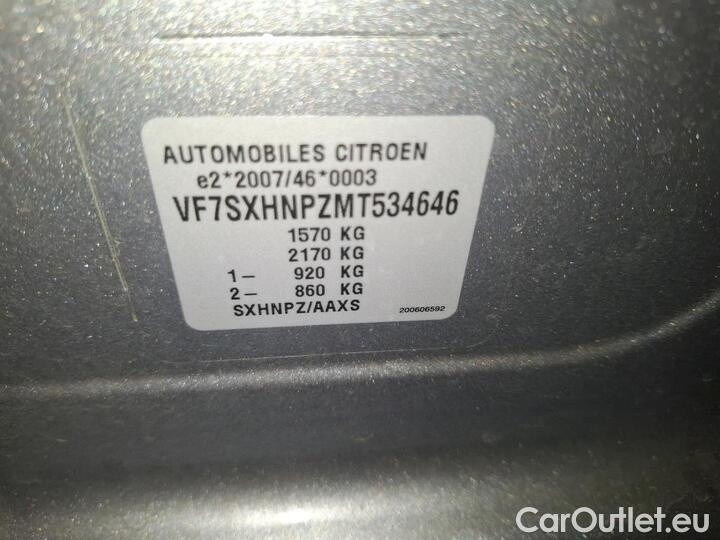 AUTOMOBILES CITROEN
e2*2007/46*0003
VF7SXHNPZMT534646
1570 KG
2170 KG
1- 920 KG
2- 860 KG
SXHNPZ/AAXS 200606592
CarOutlet.eu